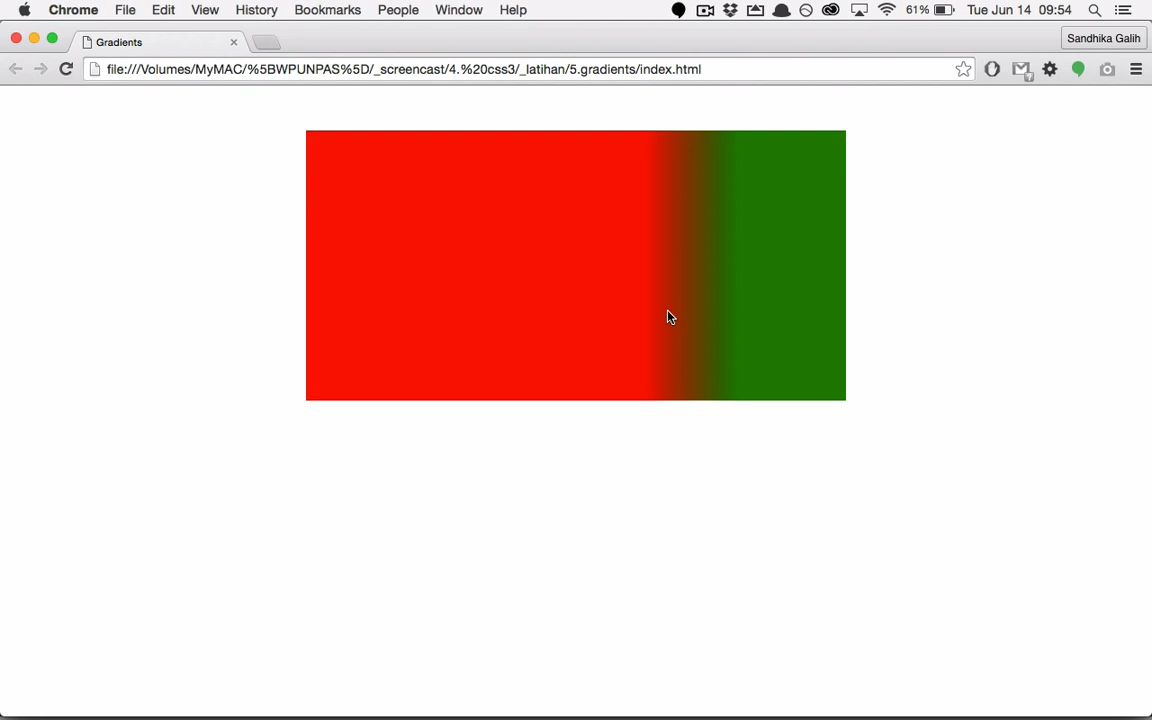 Chrome File Edit View History Bookmarks People Window Help 61% Tue Jun 14 09:54
Gradients Sandhika Galih
file:///Volumes/MyMAC/%5BWPUNPAS%5D/_screencast/4.%20css3/_latihan/5.gradients/index.html